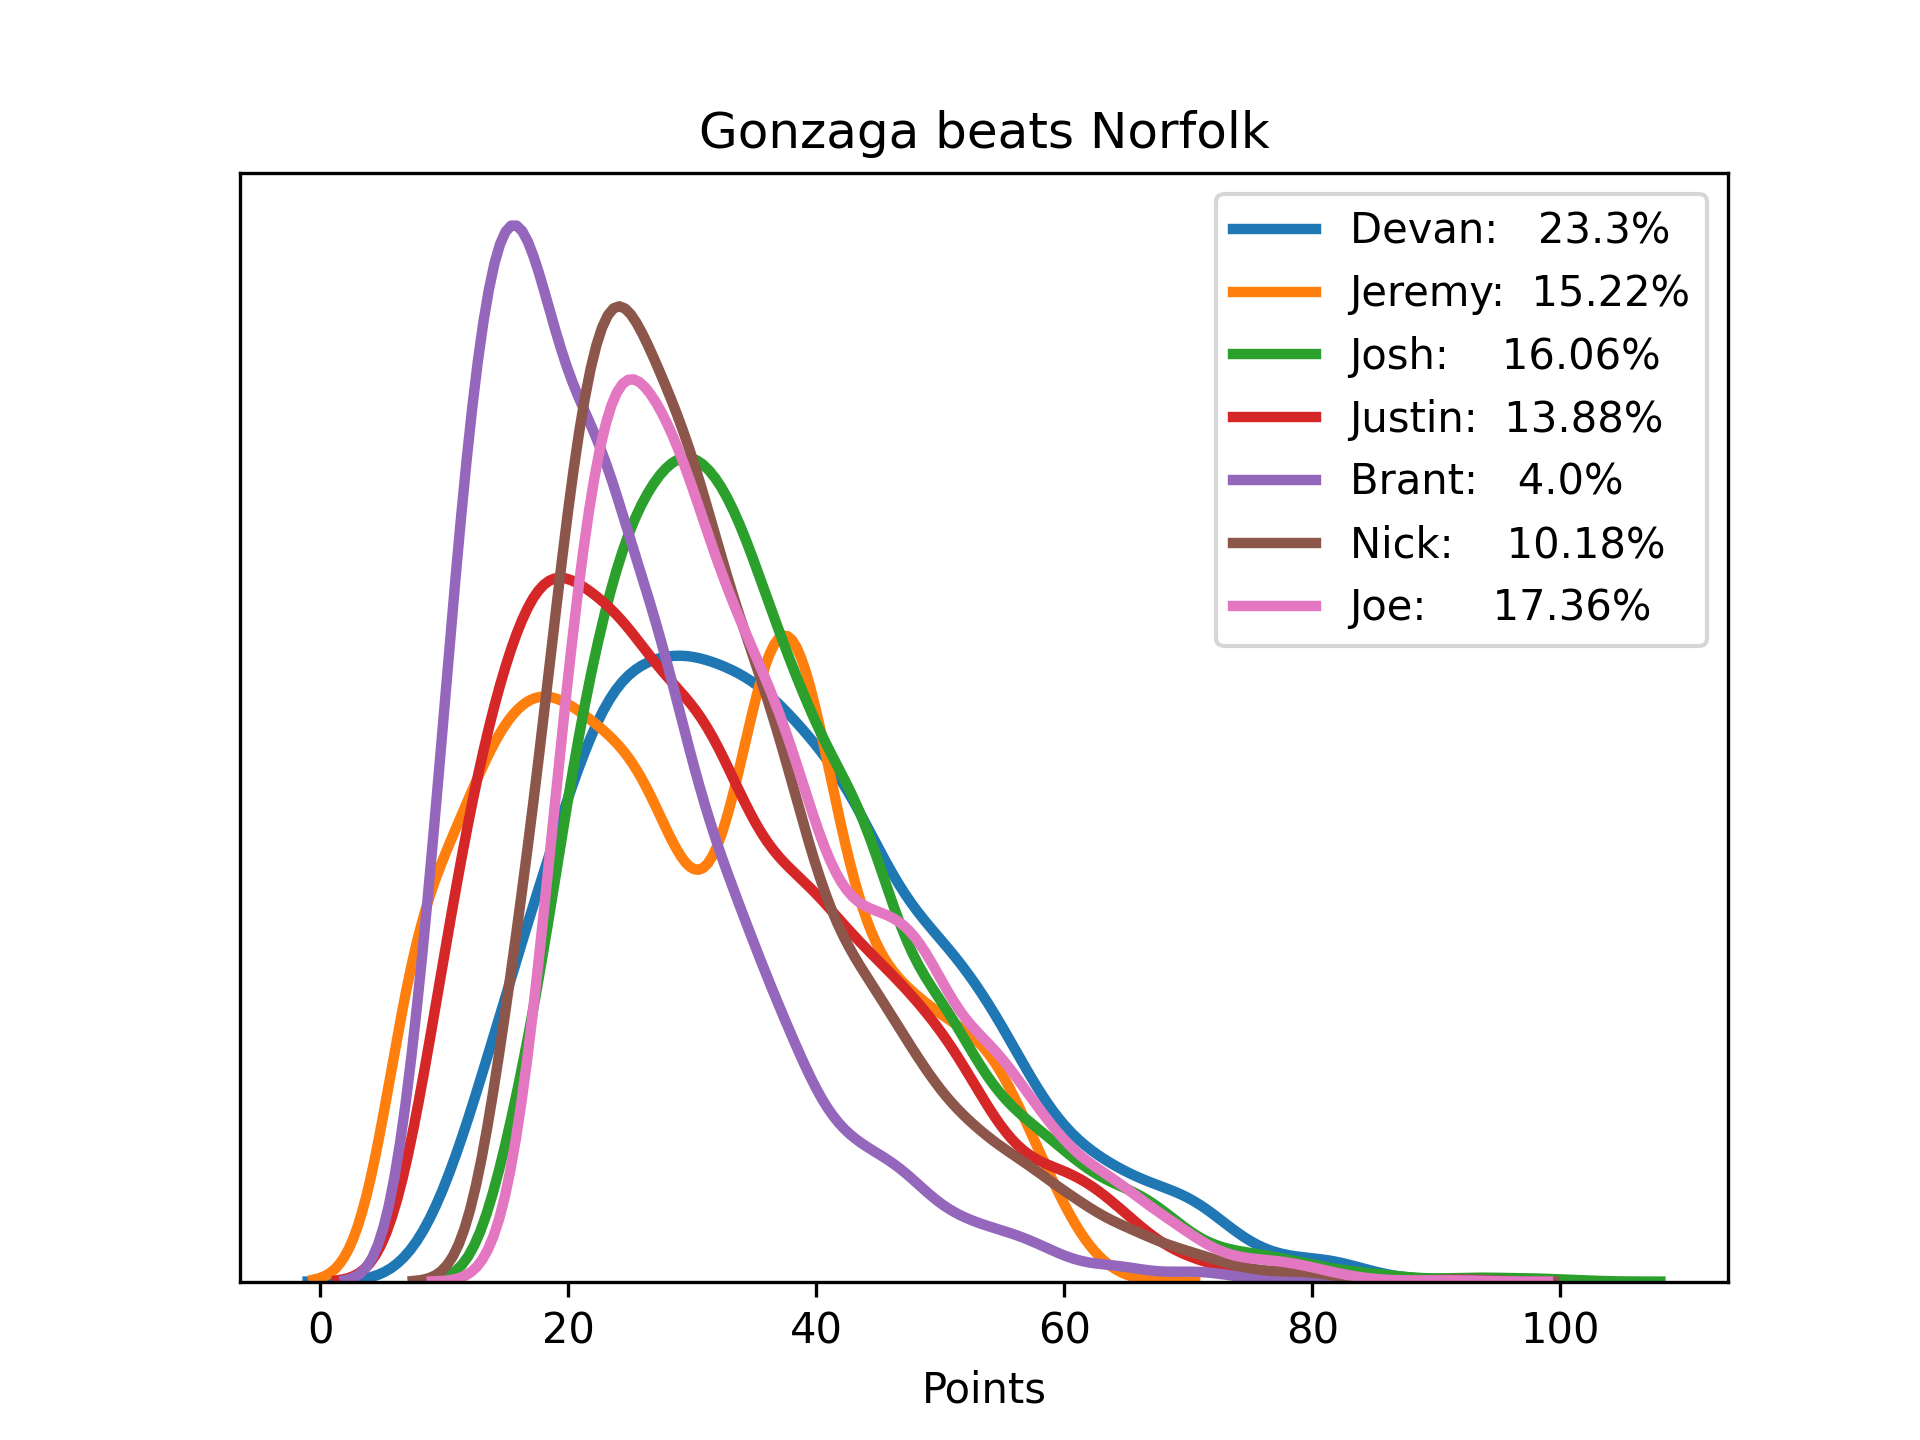 Gonzaga beats Norfolk
Devan: 23.3%
Jeremy: 15.22%
Josh: 16.06%
Justin: 13.88%
Brant: 4.0%
Nick: 10.18%
Joe: 17.36%
0 20 40 60 80 100
Points